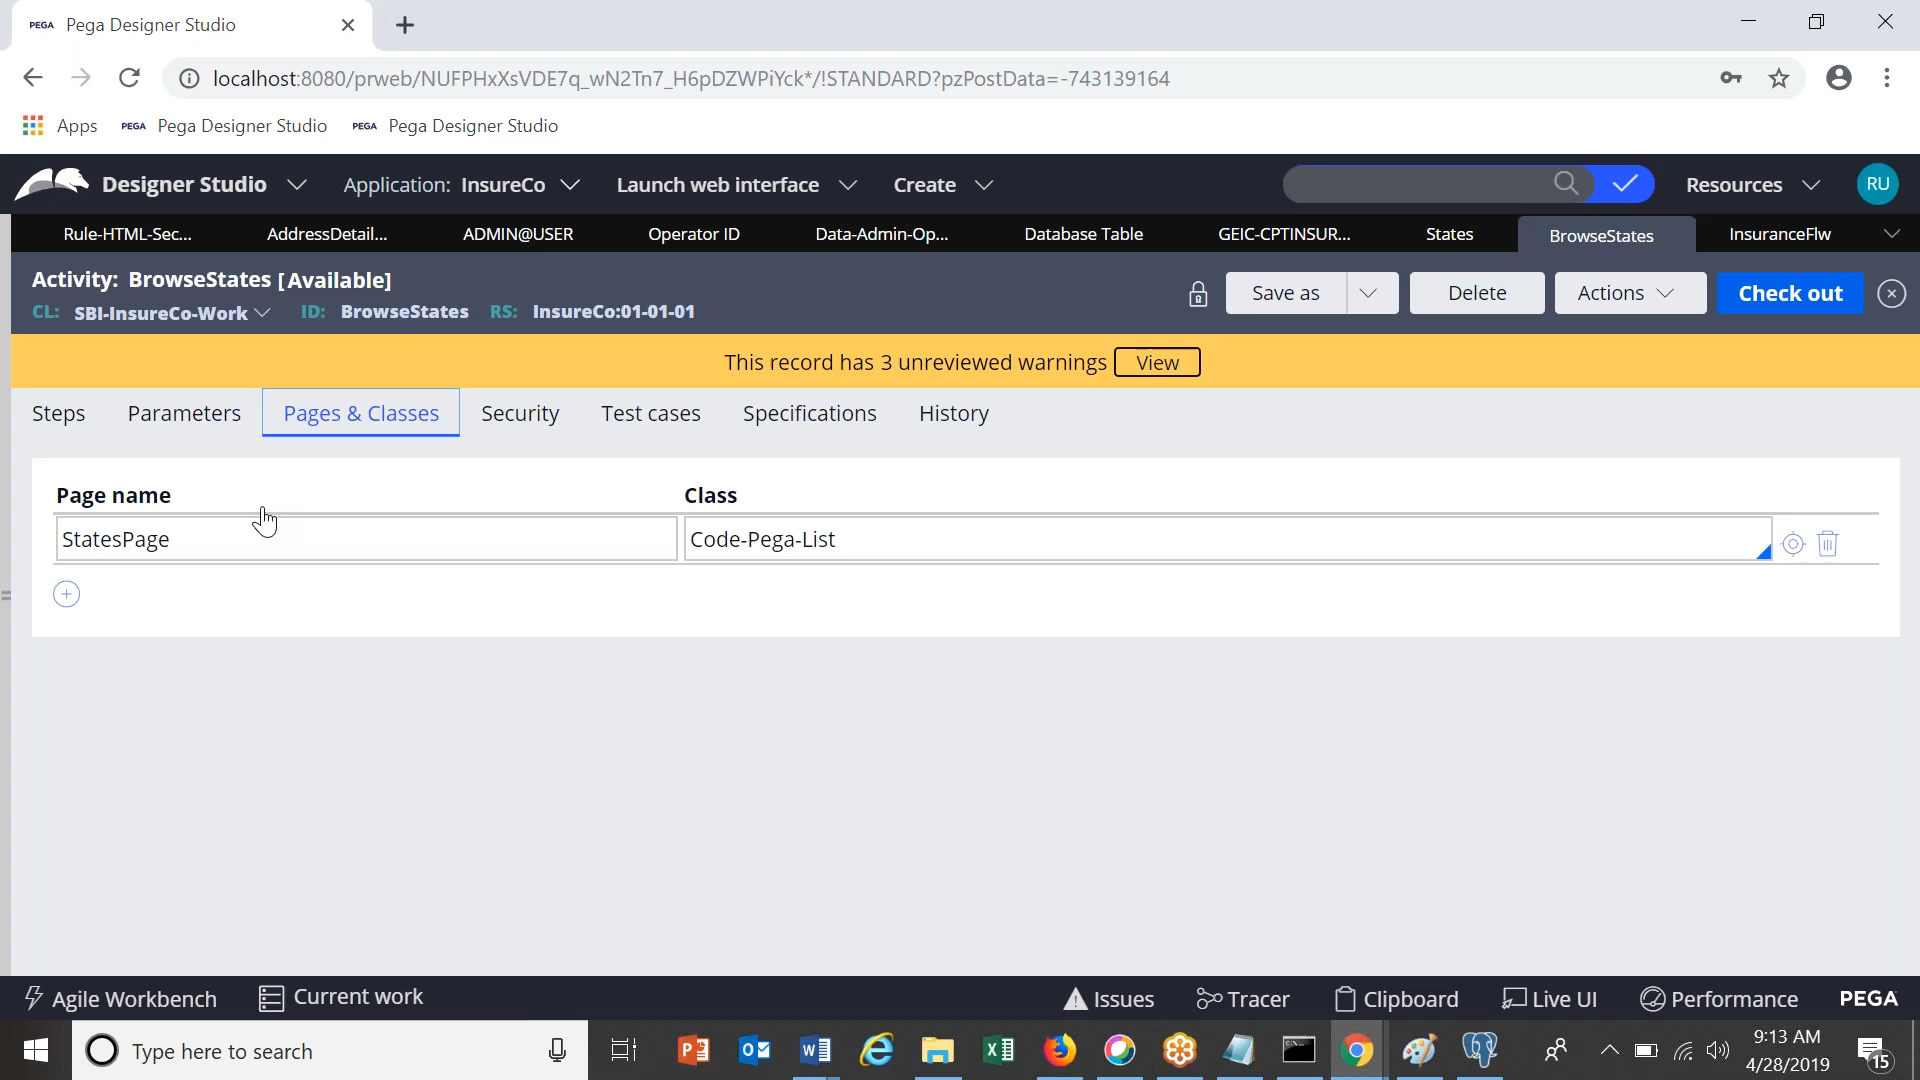 PEGA Pega Designer Studio
localhost:8080/prweb/NUFPHxXsVDE7q_wN2Tn7_H6pDZWPiYck*/!STANDARD?pzPostData=-743139164
Apps PEGA Pega Designer Studio PEGA Pega Designer Studio
Designer Studio Application: InsureCo Launch web interface Create Resources RU
Rule-HTML-Sec... AddressDetail... ADMIN@USER Operator ID Data-Admin-Op... Database Table GEIC-CPTINSUR... States BrowseStates InsuranceFlw
Activity: BrowseStates [Available]
CL: SBI-InsureCo-Work ID: BrowseStates RS: InsureCo:01-01-01
Save as Delete Actions Check out
This record has 3 unreviewed warnings View
Steps Parameters Pages & Classes Security Test cases Specifications History
Page name Class
StatesPage Code-Pega-List
Agile Workbench Current work Issues Tracer Clipboard Live UI Performance PEGA
Type here to search
9:13 AM
4/28/2019
15